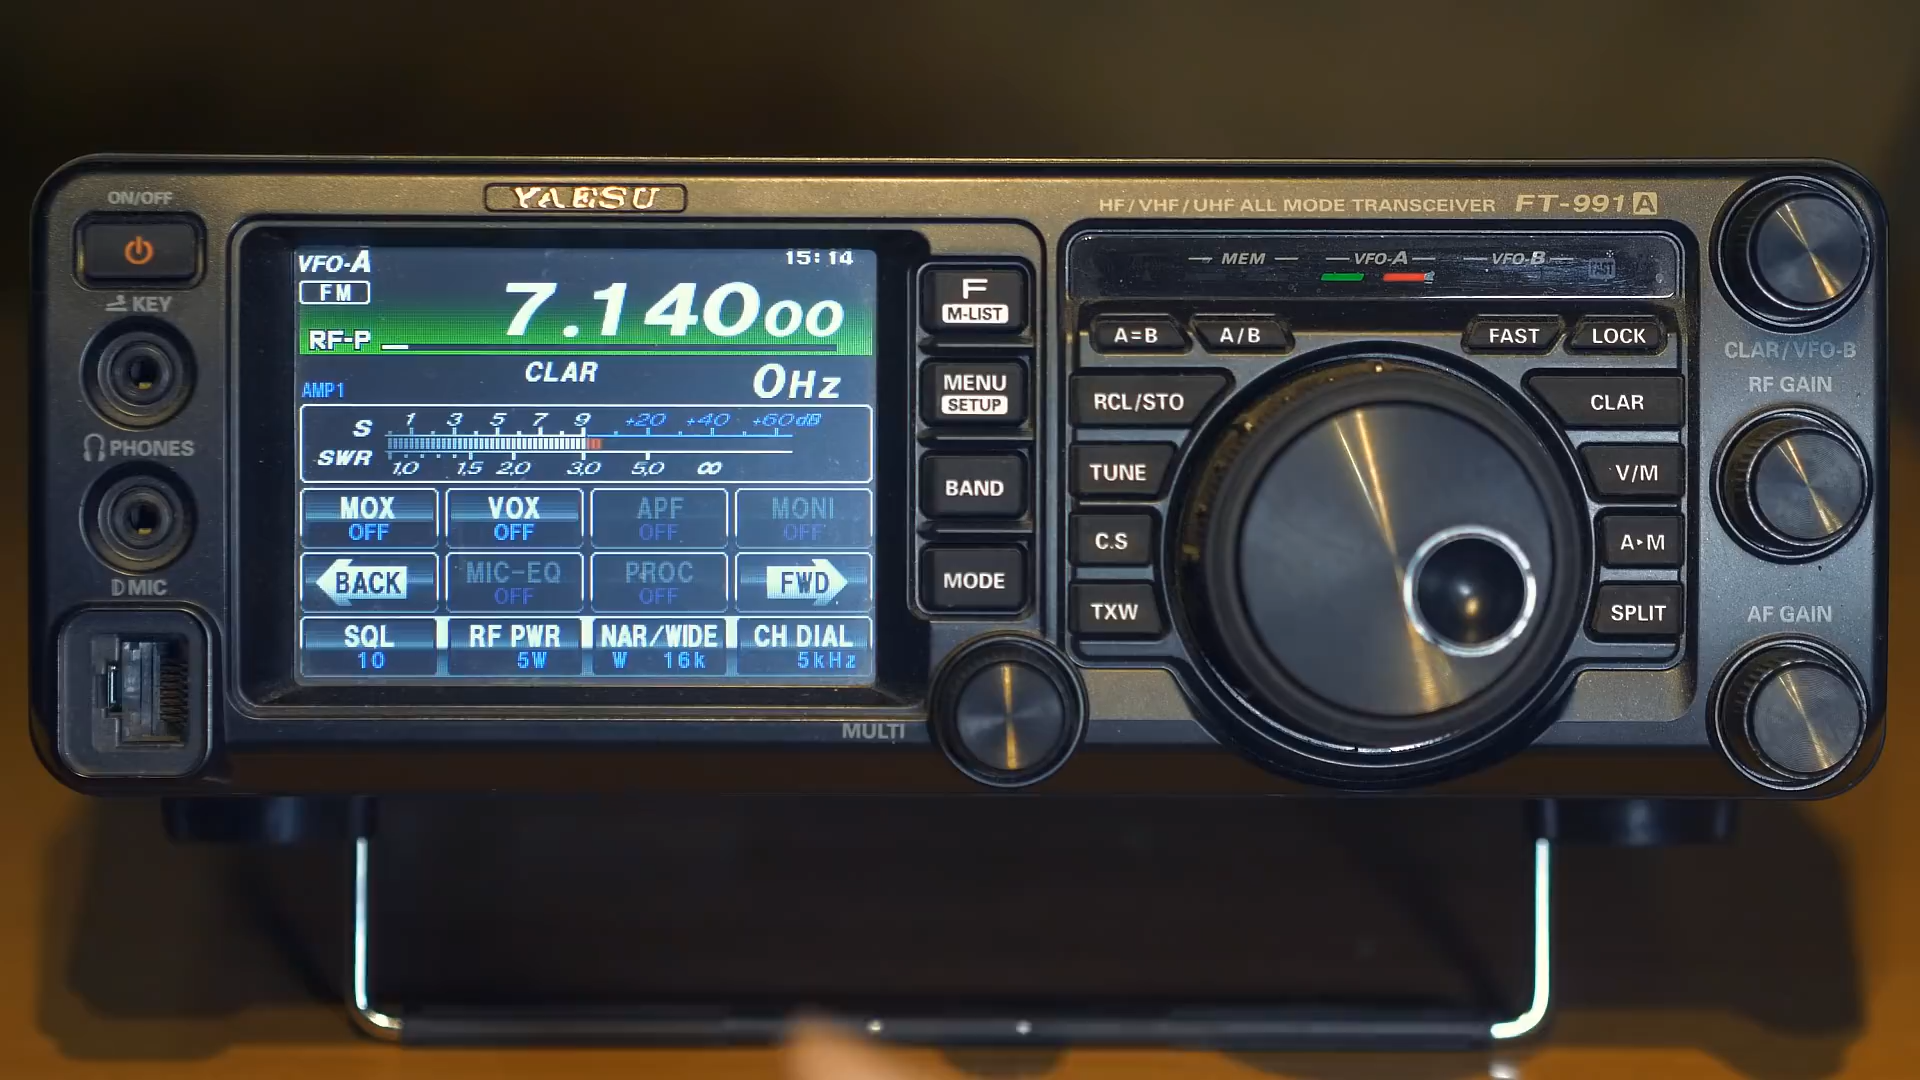 ON/OFF
KEY
PHONES
D MIC
YAESU
VFO-A
15:14
FM
7.14000
RF-P
CLAR
0Hz
AMP1
S 1 3 5 7 9 +20 +40 +60dB
SWR 1,0 1,5 2,0 3,0 5,0 ∞
MOX VOX APF MONI
OFF OFF OFF OFF
BACK MIC-EQ PROC FWD
OFF OFF
SQL RF PWR NAR/WIDE CH DIAL
10 5W W 16k 5kHz
F
M-LIST
MENU
SETUP
BAND
MODE
MULTI
HF/VHF/UHF ALL MODE TRANSCEIVER FT-991A
MEM VFO-A VFO-B FAST
A=B A/B FAST LOCK
RCL/STO
TUNE
C.S
TXW
CLAR
V/M
A▸M
SPLIT
CLAR/VFO-B
RF GAIN
AF GAIN